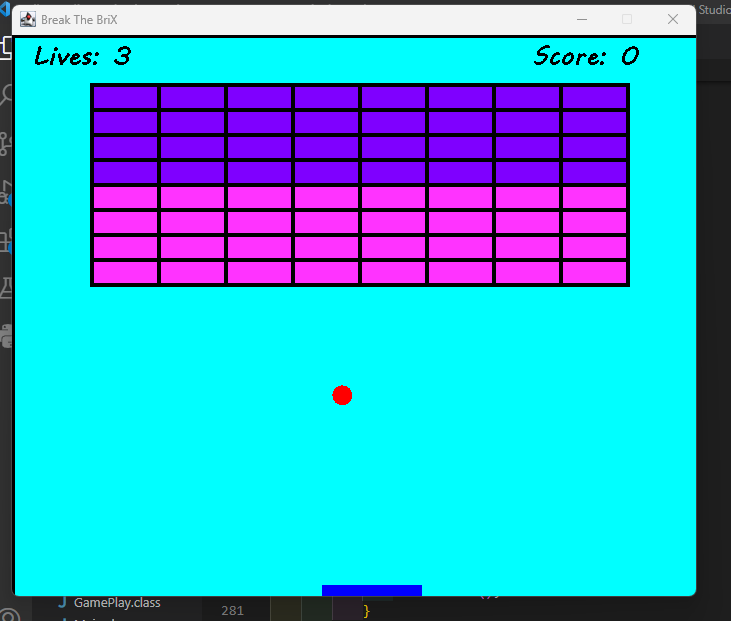 Break The BriX
Studio
Lives: 3
Score: 0
GamePlay.class
281
}